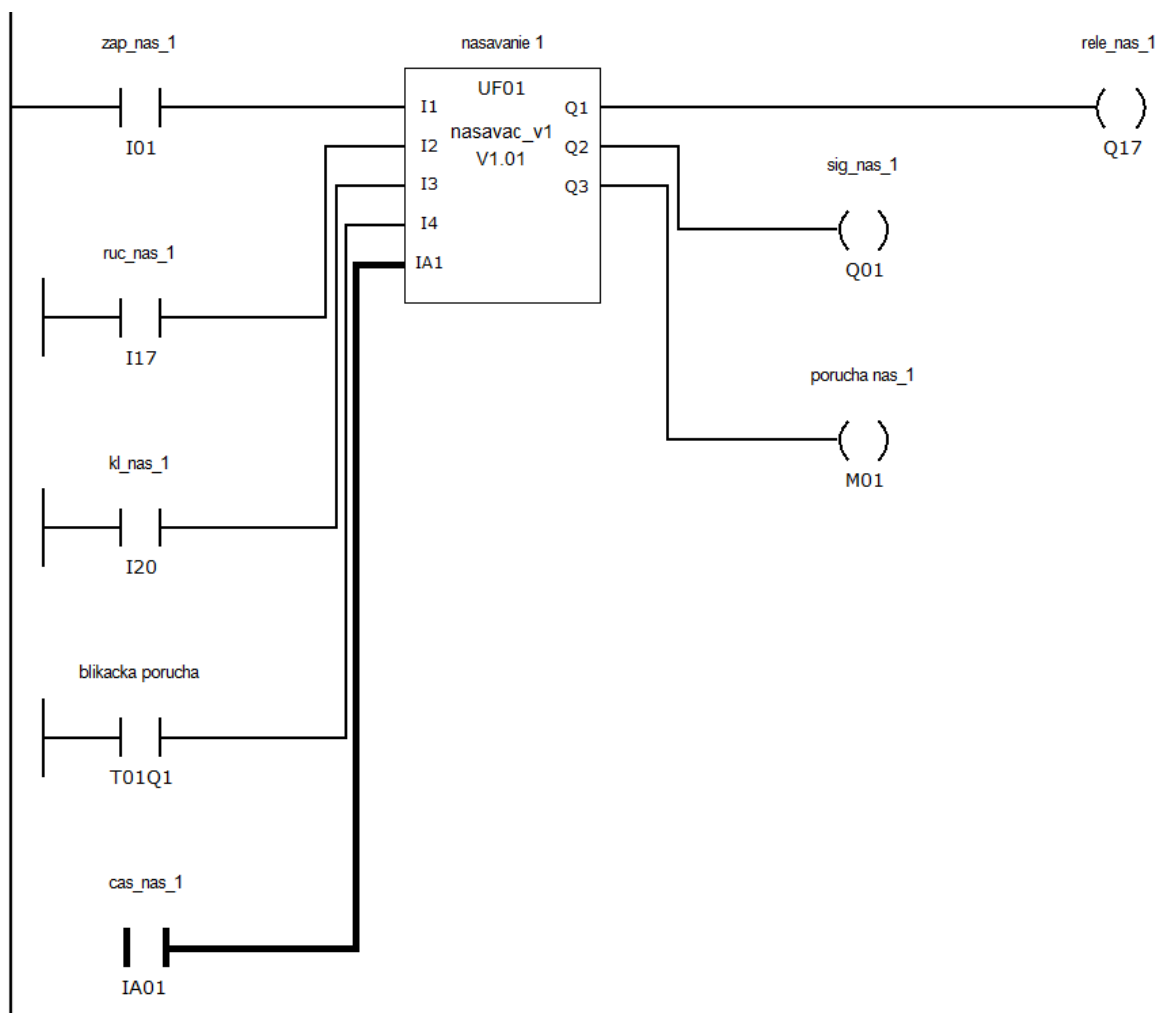 zap_nas_1
nasavanie 1
rele_nas_1
UF01
nasavac_v1
V1.01
I1
I2
I3
I4
IA1
Q1
Q2
Q3
I01
Q17
sig_nas_1
Q01
ruc_nas_1
I17
porucha nas_1
M01
kl_nas_1
I20
blikacka porucha
T01Q1
cas_nas_1
IA01